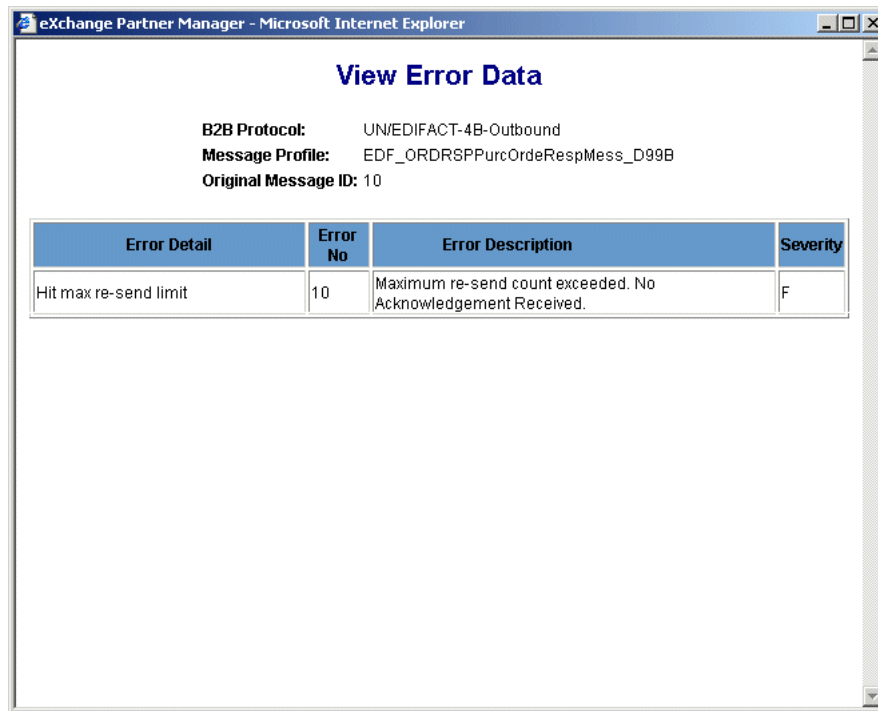 eXchange Partner Manager - Microsoft Internet Explorer
View Error Data
B2B Protocol: UN/EDIFACT-4B-Outbound
Message Profile: EDF_ORDRSPPurcOrdeRespMess_D99B
Original Message ID: 10
Error Detail Error No Error Description Severity
Hit max re-send limit 10 Maximum re-send count exceeded. No
Acknowledgement Received. F